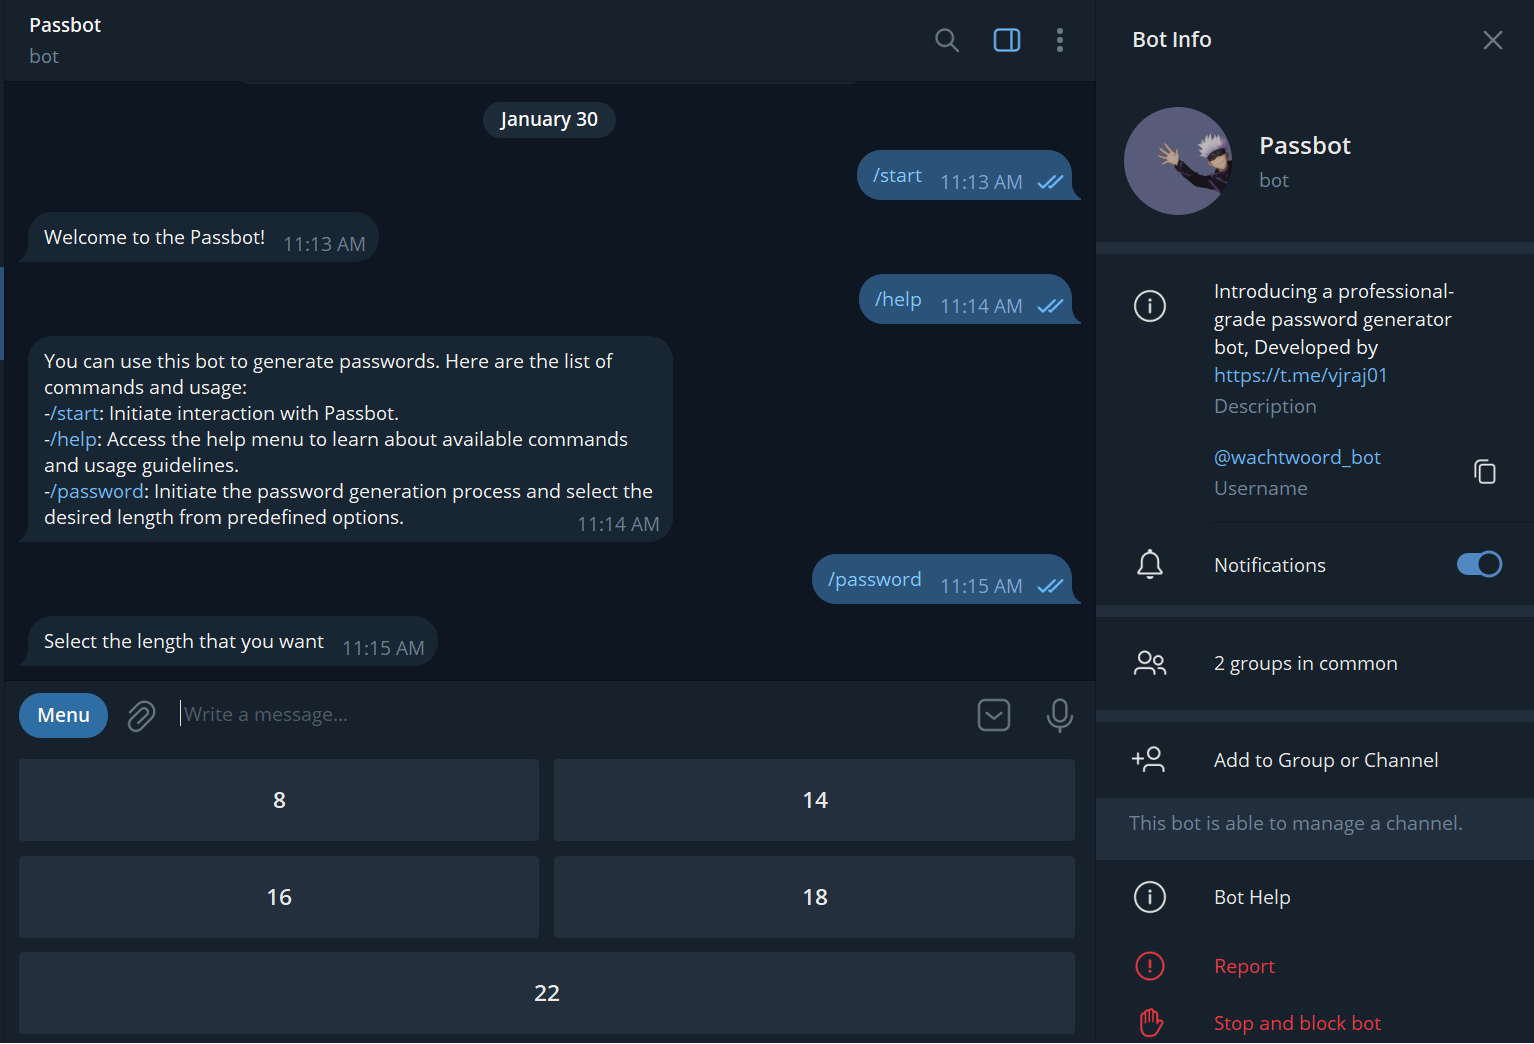 Passbot
bot
January 30
/start 11:13 AM
Welcome to the Passbot! 11:13 AM
/help 11:14 AM
You can use this bot to generate passwords. Here are the list of
commands and usage:
-/start: Initiate interaction with Passbot.
-/help: Access the help menu to learn about available commands
and usage guidelines.
-/password: Initiate the password generation process and select the
desired length from predefined options. 11:14 AM
/password 11:15 AM
Select the length that you want 11:15 AM
Menu
Write a message...
8
14
16
18
22
Bot Info
Passbot
bot
Introducing a professional-
grade password generator
bot, Developed by
https://t.me/vjraj01
Description
@wachtwoord_bot
Username
Notifications
2 groups in common
Add to Group or Channel
This bot is able to manage a channel.
Bot Help
Report
Stop and block bot